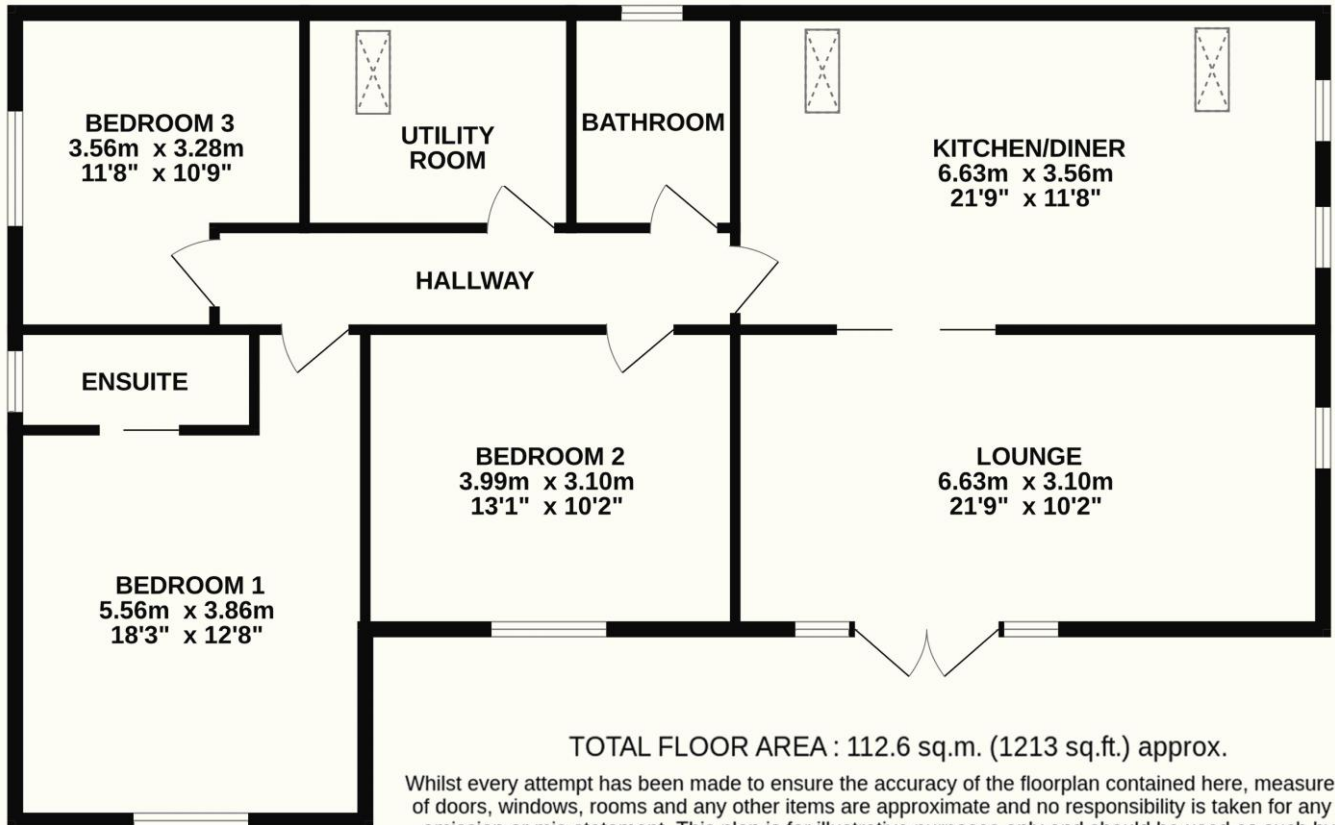 BEDROOM 3
3.56m x 3.28m
11'8" x 10'9"
UTILITY
ROOM
BATHROOM
KITCHEN/DINER
6.63m x 3.56m
21'9" x 11'8"
HALLWAY
ENSUITE
BEDROOM 2
3.99m x 3.10m
13'1" x 10'2"
LOUNGE
6.63m x 3.10m
21'9" x 10'2"
BEDROOM 1
5.56m x 3.86m
18'3" x 12'8"
TOTAL FLOOR AREA : 112.6 sq.m. (1213 sq.ft.) approx.
Whilst every attempt has been made to ensure the accuracy of the floorplan contained here, measure
of doors, windows, rooms and any other items are approximate and no responsibility is taken for any